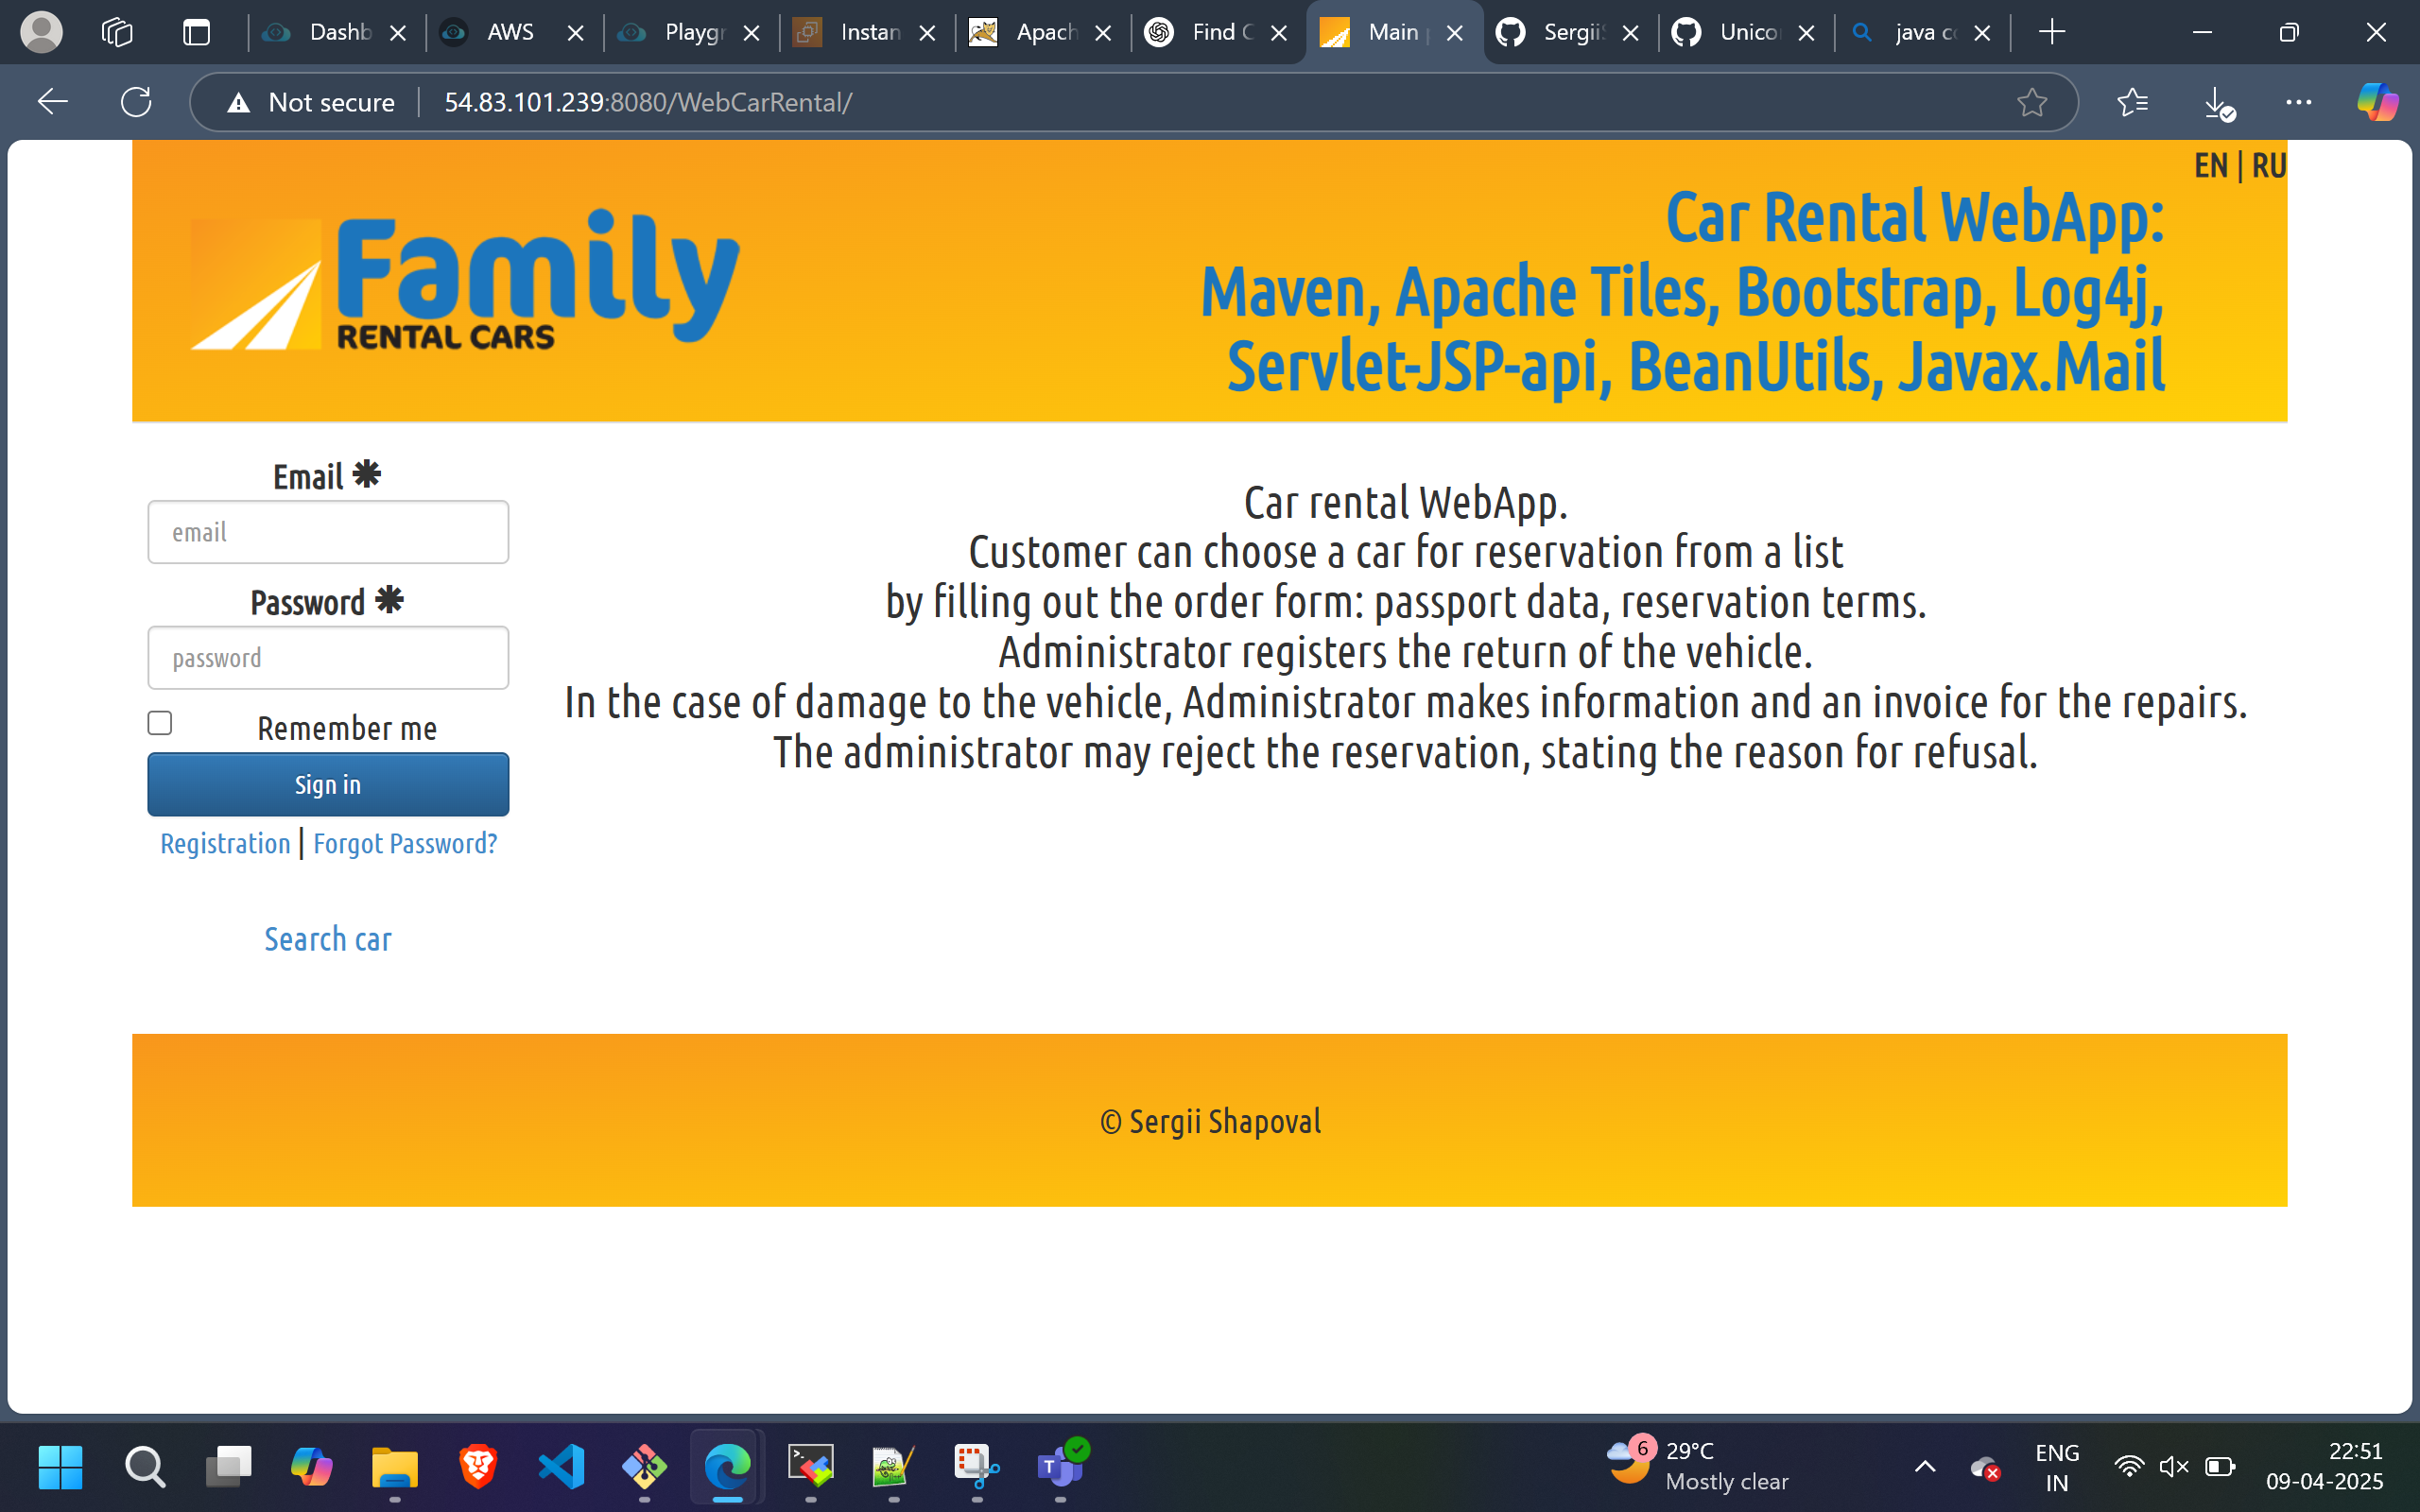 Dashb
AWS
Playgr
Instan
Apach
Find C
Main p
SergiiS
Unicor
java co
Not secure
54.83.101.239:8080/WebCarRental/
EN | RU
Family
RENTAL CARS
Car Rental WebApp:
Maven, Apache Tiles, Bootstrap, Log4j,
Servlet-JSP-api, BeanUtils, Javax.Mail
Email ✱
email
Password ✱
password
Remember me
Sign in
Registration | Forgot Password?
Search car
Car rental WebApp.
Customer can choose a car for reservation from a list
by filling out the order form: passport data, reservation terms.
Administrator registers the return of the vehicle.
In the case of damage to the vehicle, Administrator makes information and an invoice for the repairs.
The administrator may reject the reservation, stating the reason for refusal.
© Sergii Shapoval
6
29°C
Mostly clear
ENG
IN
22:51
09-04-2025